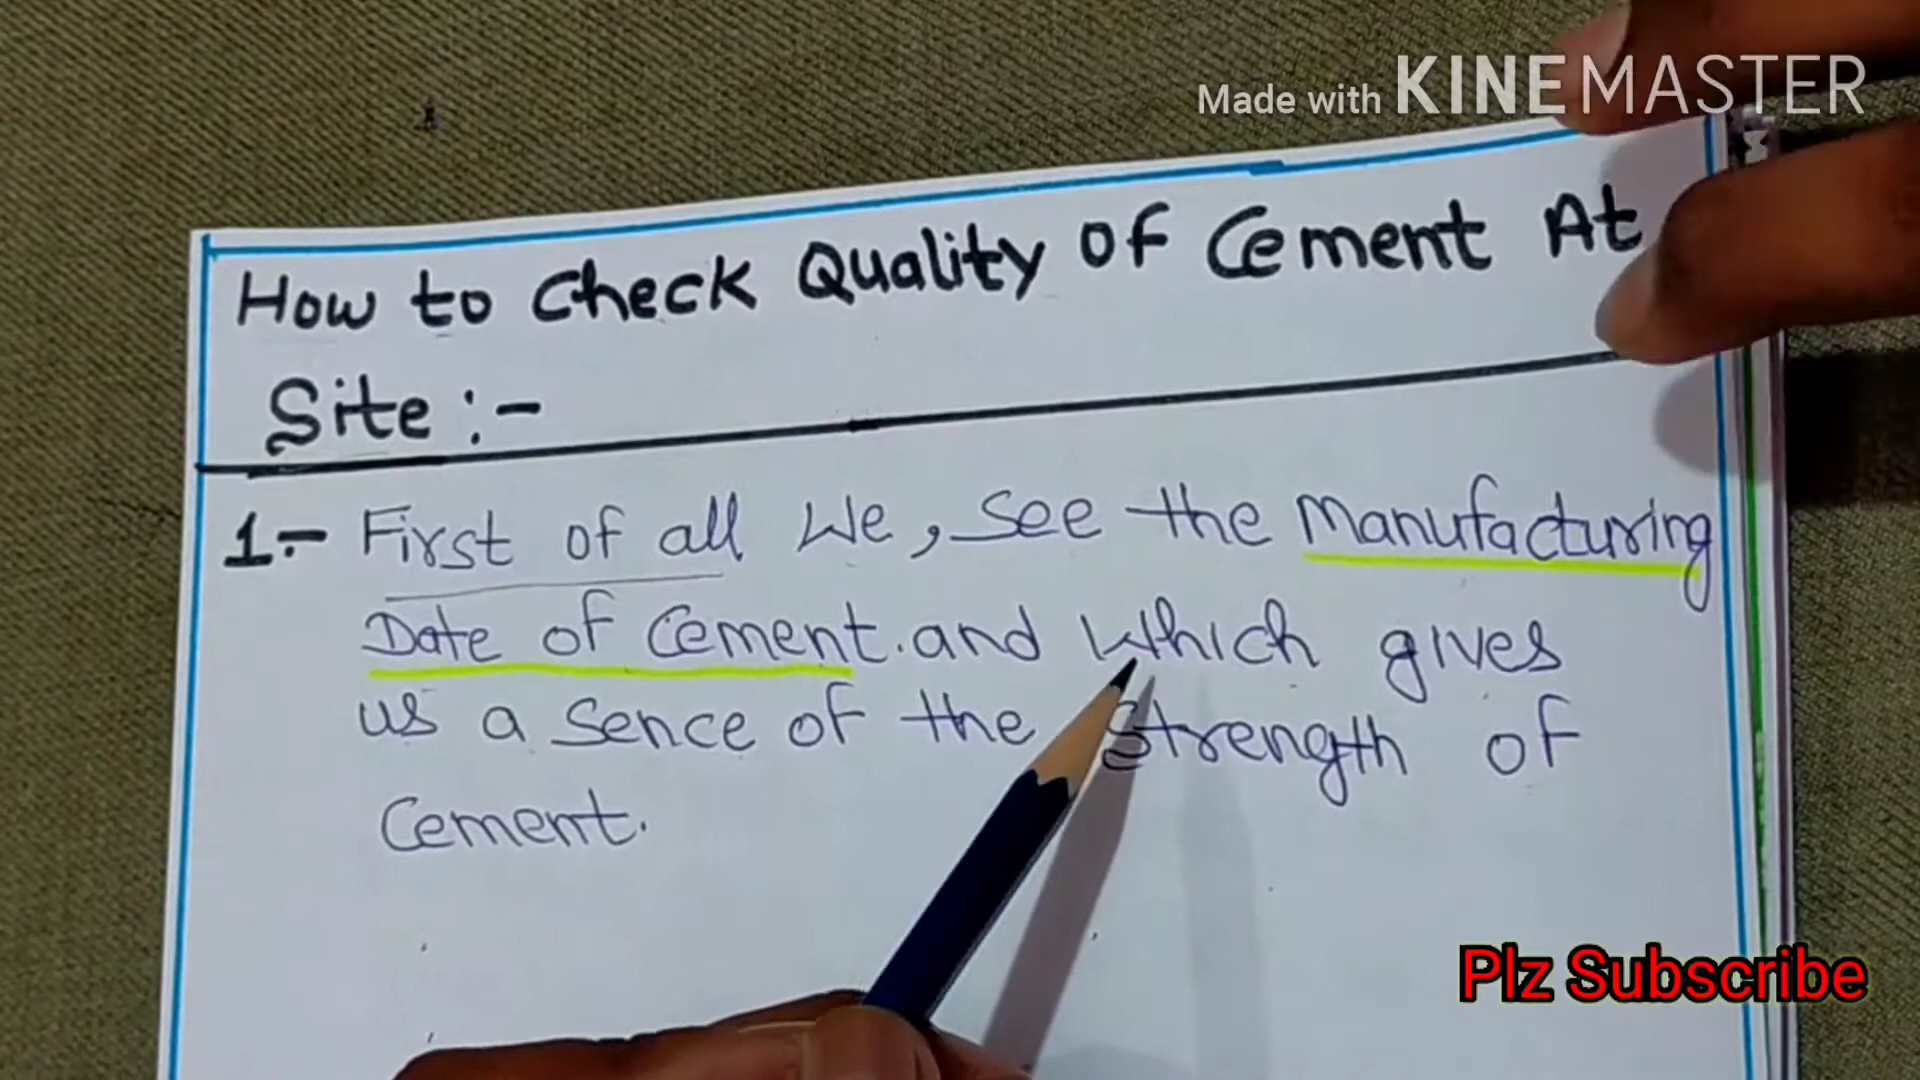 Made with KINEMASTER
How to Check Quality Of Cement At
Site :-
1:- First of all We, See the Manufacturing
Date of Cement. and Which gives
us a Sence of the Strength of
Cement.
Plz Subscribe